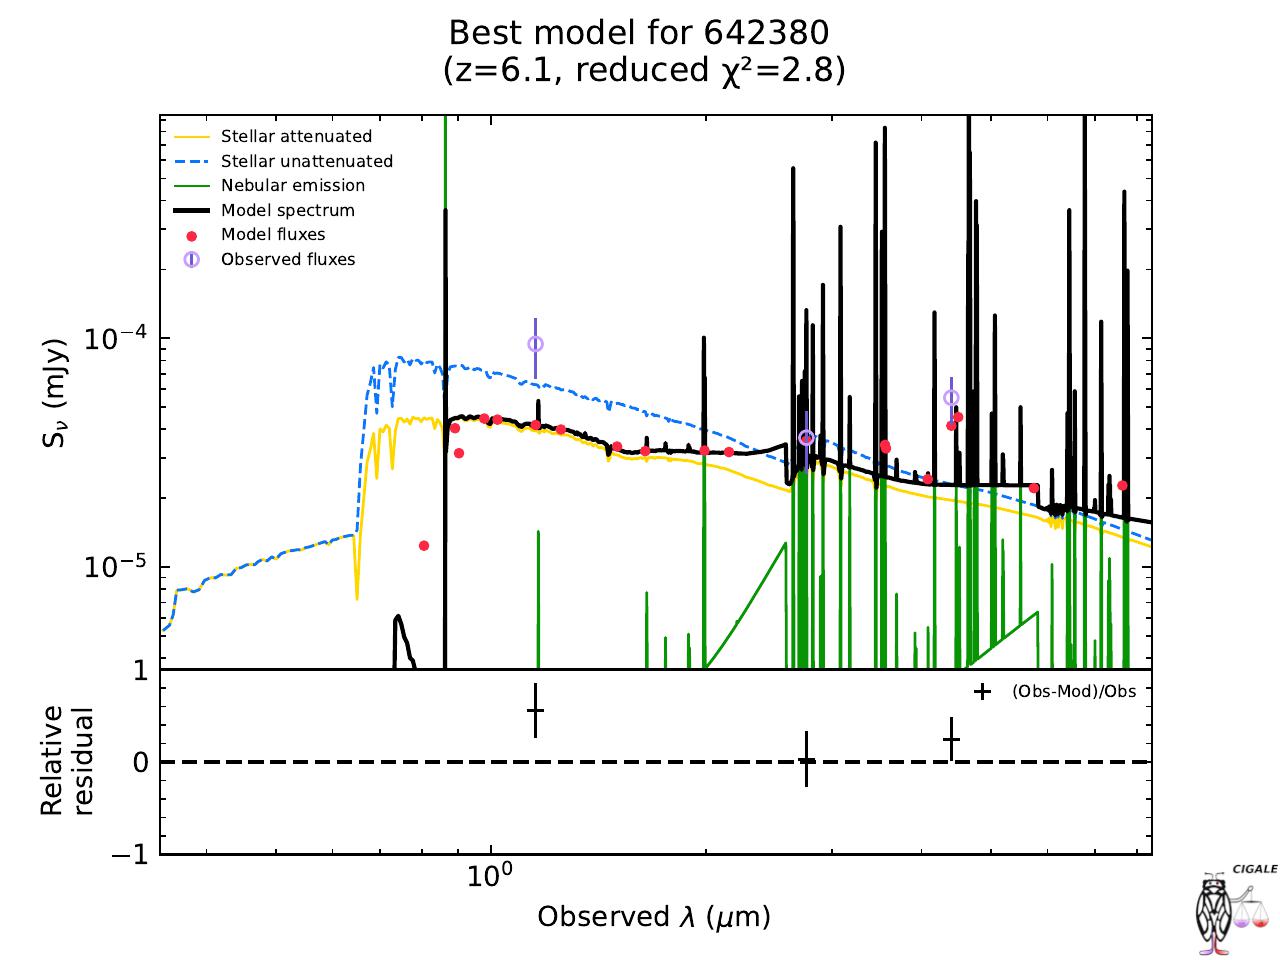 Best model for 642380
(z=6.1, reduced χ²=2.8)
Stellar attenuated
Stellar unattenuated
Nebular emission
Model spectrum
Model fluxes
Observed fluxes
S_ν (mJy)
10⁻⁴
10⁻⁵
1
(Obs-Mod)/Obs
Relative
residual
0
−1
10⁰
Observed λ (μm)
CIGALE